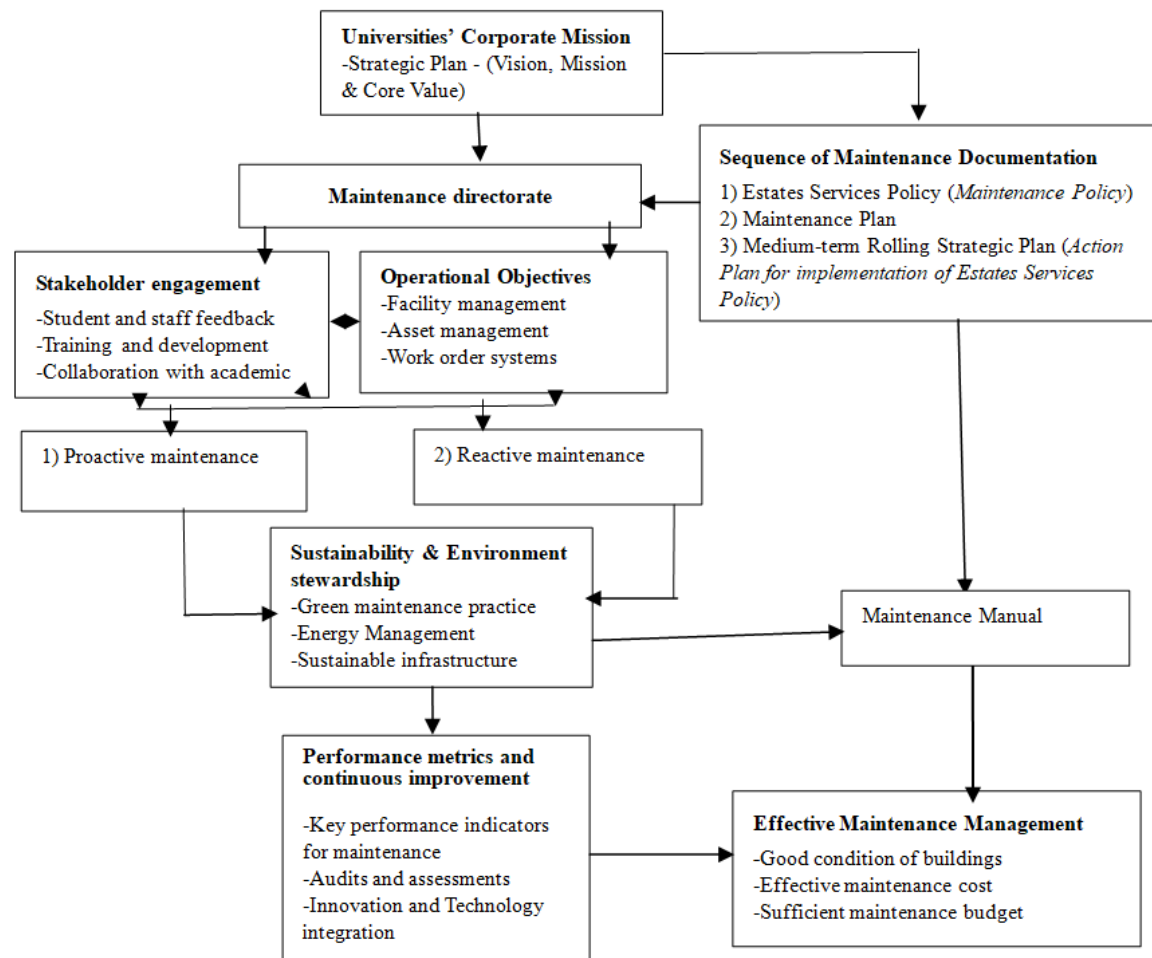 Universities' Corporate Mission
-Strategic Plan - (Vision, Mission
& Core Value)
Sequence of Maintenance Documentation
1) Estates Services Policy (Maintenance Policy)
2) Maintenance Plan
3) Medium-term Rolling Strategic Plan (Action
Plan for implementation of Estates Services
Policy)
Maintenance directorate
Stakeholder engagement
-Student and staff feedback
-Training and development
-Collaboration with academic
Operational Objectives
-Facility management
-Asset management
-Work order systems
1) Proactive maintenance
2) Reactive maintenance
Sustainability & Environment
stewardship
-Green maintenance practice
-Energy Management
-Sustainable infrastructure
Maintenance Manual
Performance metrics and
continuous improvement
-Key performance indicators
for maintenance
-Audits and assessments
-Innovation and Technology
integration
Effective Maintenance Management
-Good condition of buildings
-Effective maintenance cost
-Sufficient maintenance budget